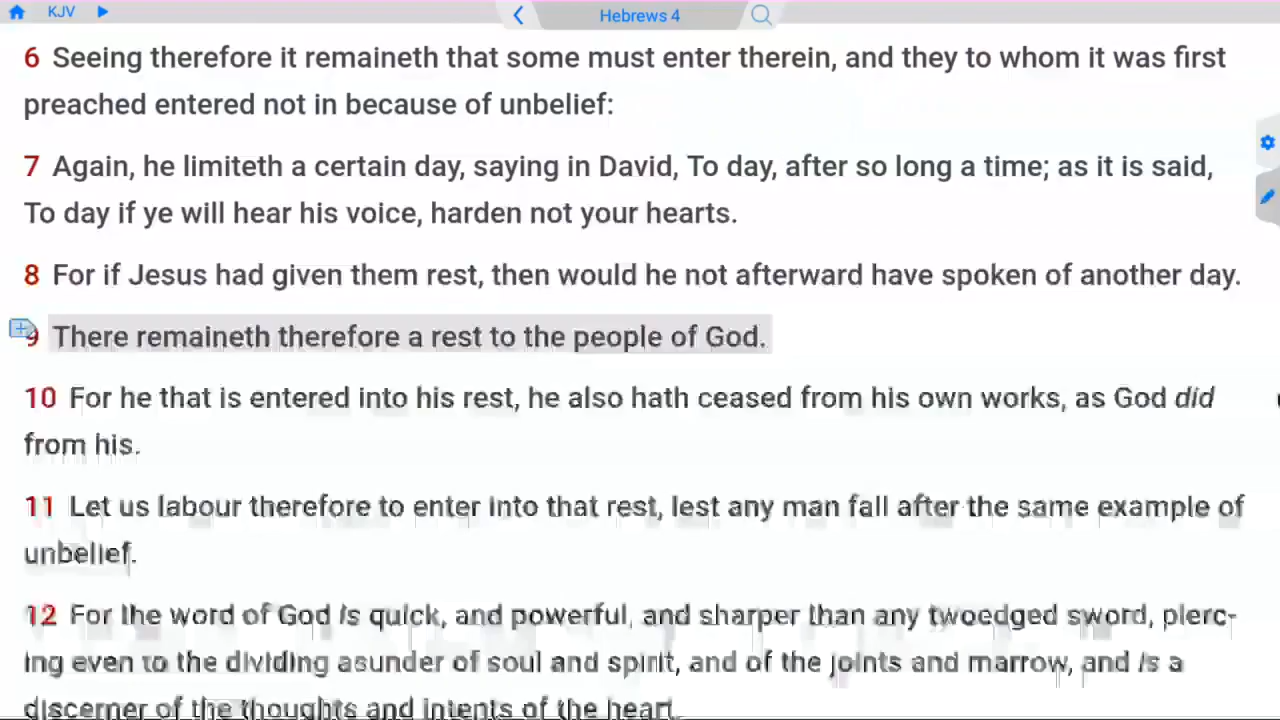 KJV
Hebrews 4
6 Seeing therefore it remaineth that some must enter therein, and they to whom it was first
preached entered not in because of unbelief:
7 Again, he limiteth a certain day, saying in David, To day, after so long a time; as it is said,
To day if ye will hear his voice, harden not your hearts.
8 For if Jesus had given them rest, then would he not afterward have spoken of another day.
9 There remaineth therefore a rest to the people of God.
10 For he that is entered into his rest, he also hath ceased from his own works, as God did
from his.
11 Let us labour therefore to enter into that rest, lest any man fall after the same example of
unbelief.
12 For the word of God is quick, and powerful, and sharper than any twoedged sword, pierc-
ing even to the dividing asunder of soul and spirit, and of the joints and marrow, and is a
discerner of the thoughts and intents of the heart.